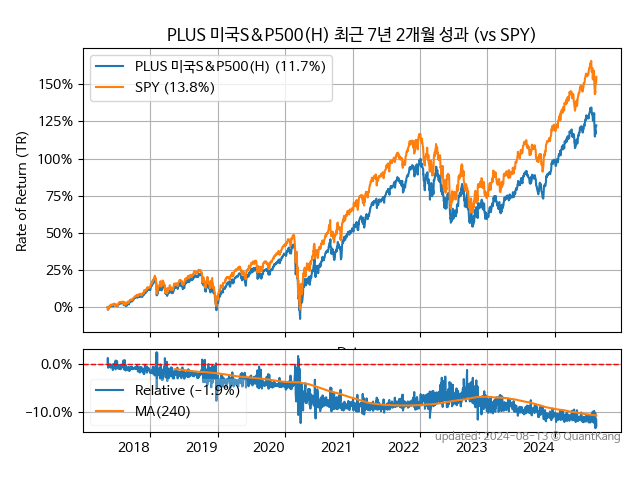 PLUS 미국S&P500(H) 최근 7년 2개월 성과 (vs SPY)
PLUS 미국S&P500(H) (11.7%)
SPY (13.8%)
Rate of Return (TR)
150%
125%
100%
75%
50%
25%
0%
0.0%
−10.0%
Relative (−1.9%)
MA(240)
2018 2019 2020 2021 2022 2023 2024
updated: 2024-08-13 © QuantKang